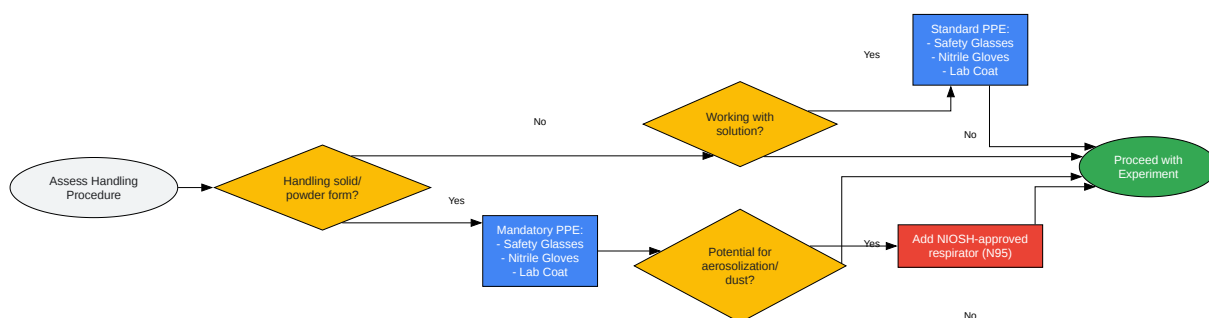 Assess Handling
Procedure
Handling solid/
powder form?
No
Yes
Working with
solution?
Yes
Standard PPE:
- Safety Glasses
- Nitrile Gloves
- Lab Coat
No
Mandatory PPE:
- Safety Glasses
- Nitrile Gloves
- Lab Coat
Potential for
aerosolization/
dust?
Yes
Add NIOSH-approved
respirator (N95)
No
Proceed with
Experiment